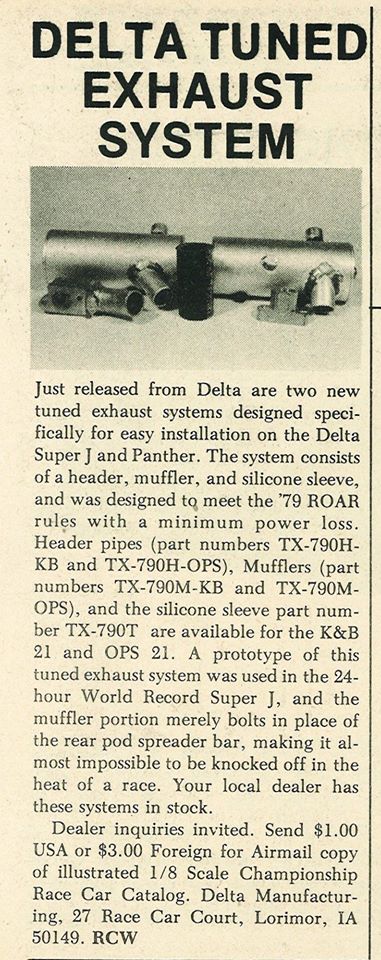 DELTA TUNED
EXHAUST
SYSTEM
Just released from Delta are two new
tuned exhaust systems designed speci-
fically for easy installation on the Delta
Super J and Panther. The system consists
of a header, muffler, and silicone sleeve,
and was designed to meet the '79 ROAR
rules with a minimum power loss.
Header pipes (part numbers TX-790H-
KB and TX-790H-OPS), Mufflers (part
numbers TX-790M-KB and TX-790M-
OPS), and the silicone sleeve part num-
ber TX-790T are available for the K&B
21 and OPS 21. A prototype of this
tuned exhaust system was used in the 24-
hour World Record Super J, and the
muffler portion merely bolts in place of
the rear pod spreader bar, making it al-
most impossible to be knocked off in the
heat of a race. Your local dealer has
these systems in stock.
Dealer inquiries invited. Send $1.00
USA or $3.00 Foreign for Airmail copy
of illustrated 1/8 Scale Championship
Race Car Catalog. Delta Manufactur-
ing, 27 Race Car Court, Lorimor, IA
50149. RCW